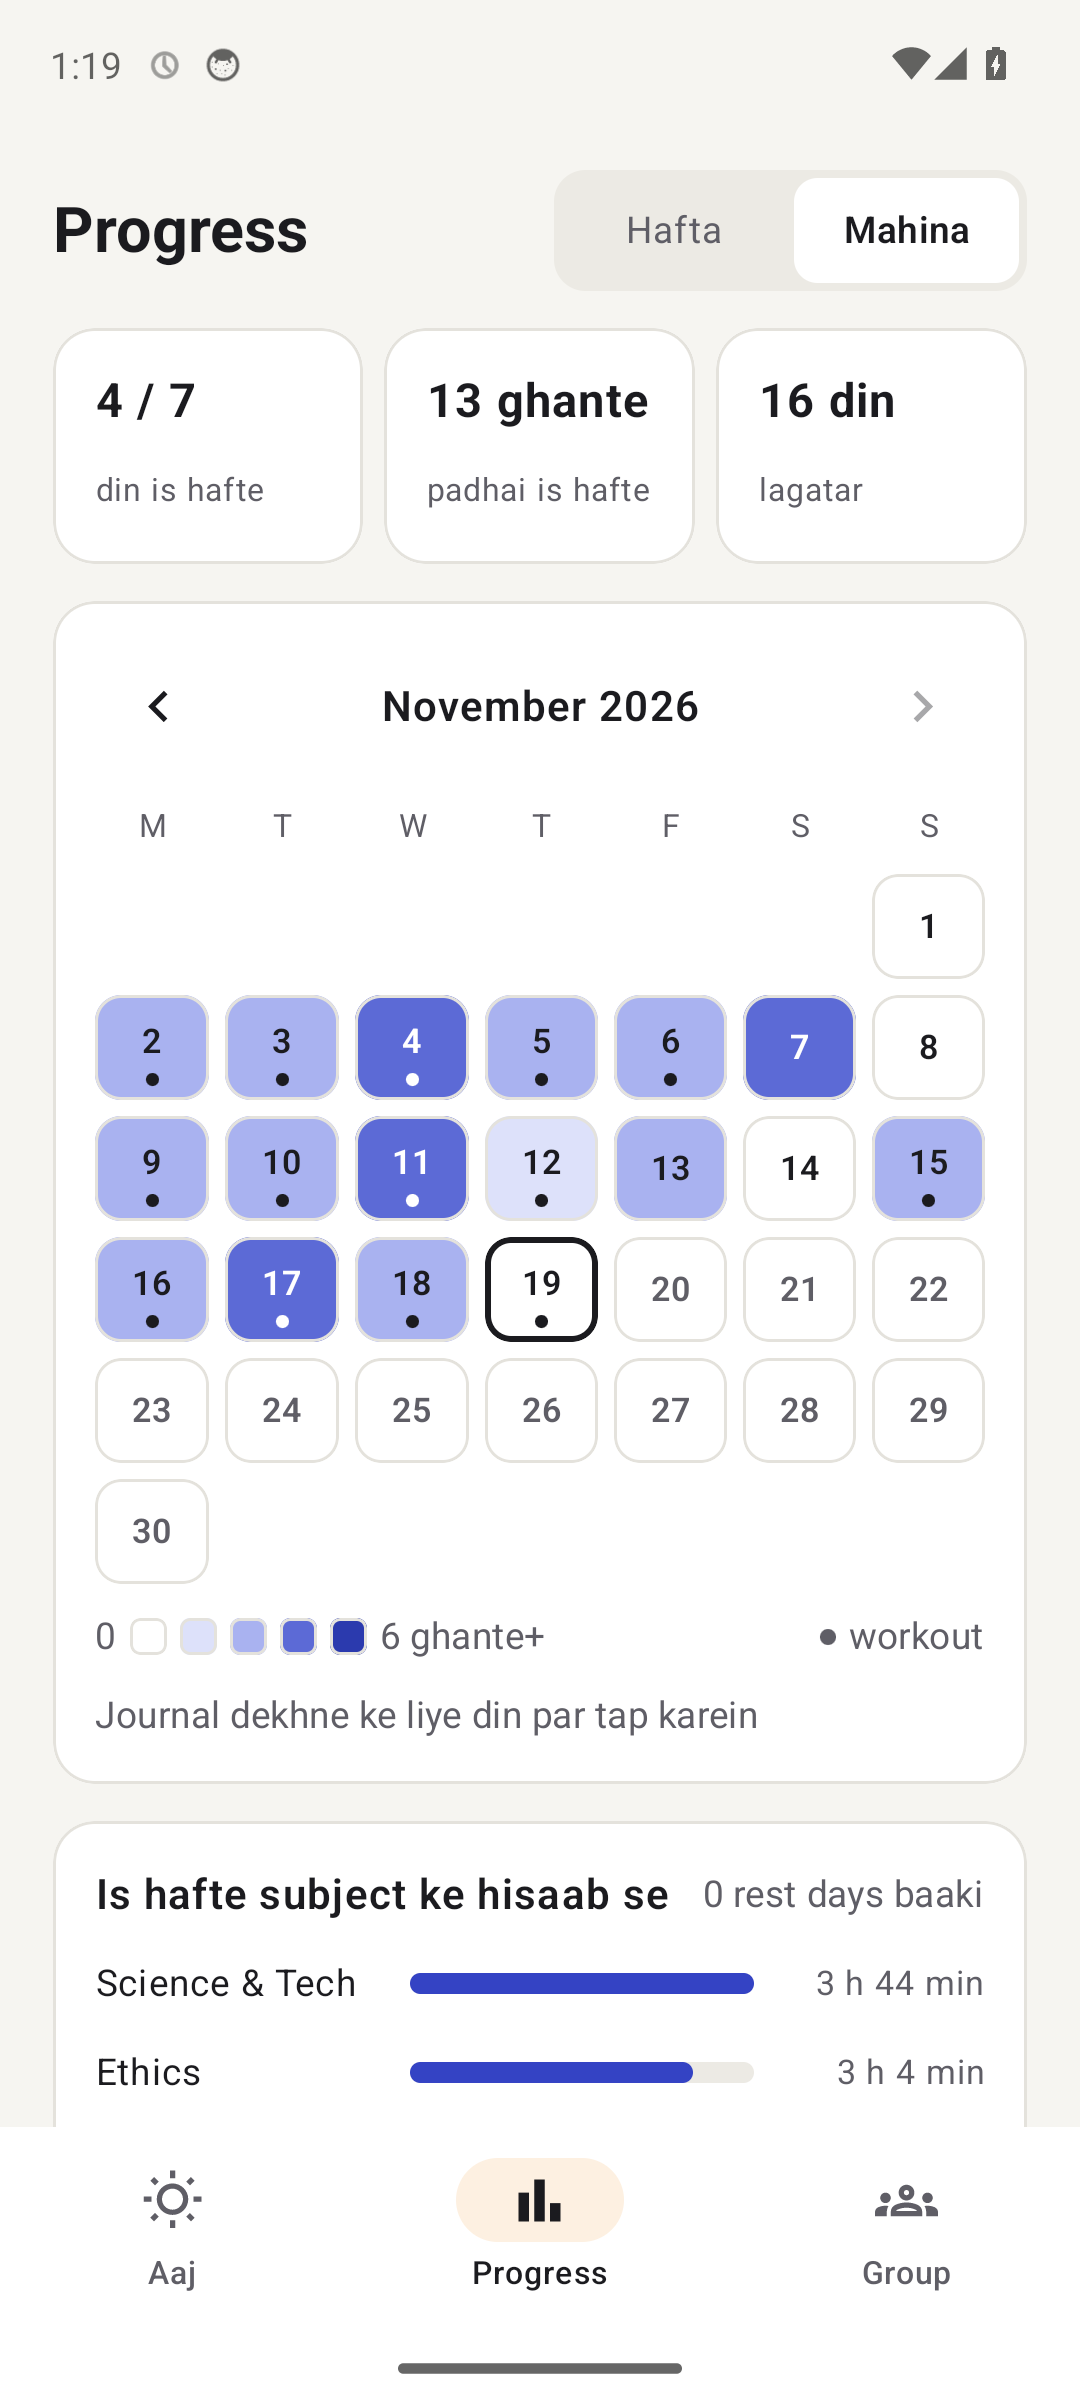 1:19
Progress
Hafta
Mahina
4 / 7
din is hafte
13 ghante
padhai is hafte
16 din
lagatar
November 2026
M T W T F S S
1
2 3 4 5 6 7 8
9 10 11 12 13 14 15
16 17 18 19 20 21 22
23 24 25 26 27 28 29
30
0 6 ghante+ workout
Journal dekhne ke liye din par tap karein
Is hafte subject ke hisaab se 0 rest days baaki
Science & Tech 3 h 44 min
Ethics 3 h 4 min
Aaj Progress Group